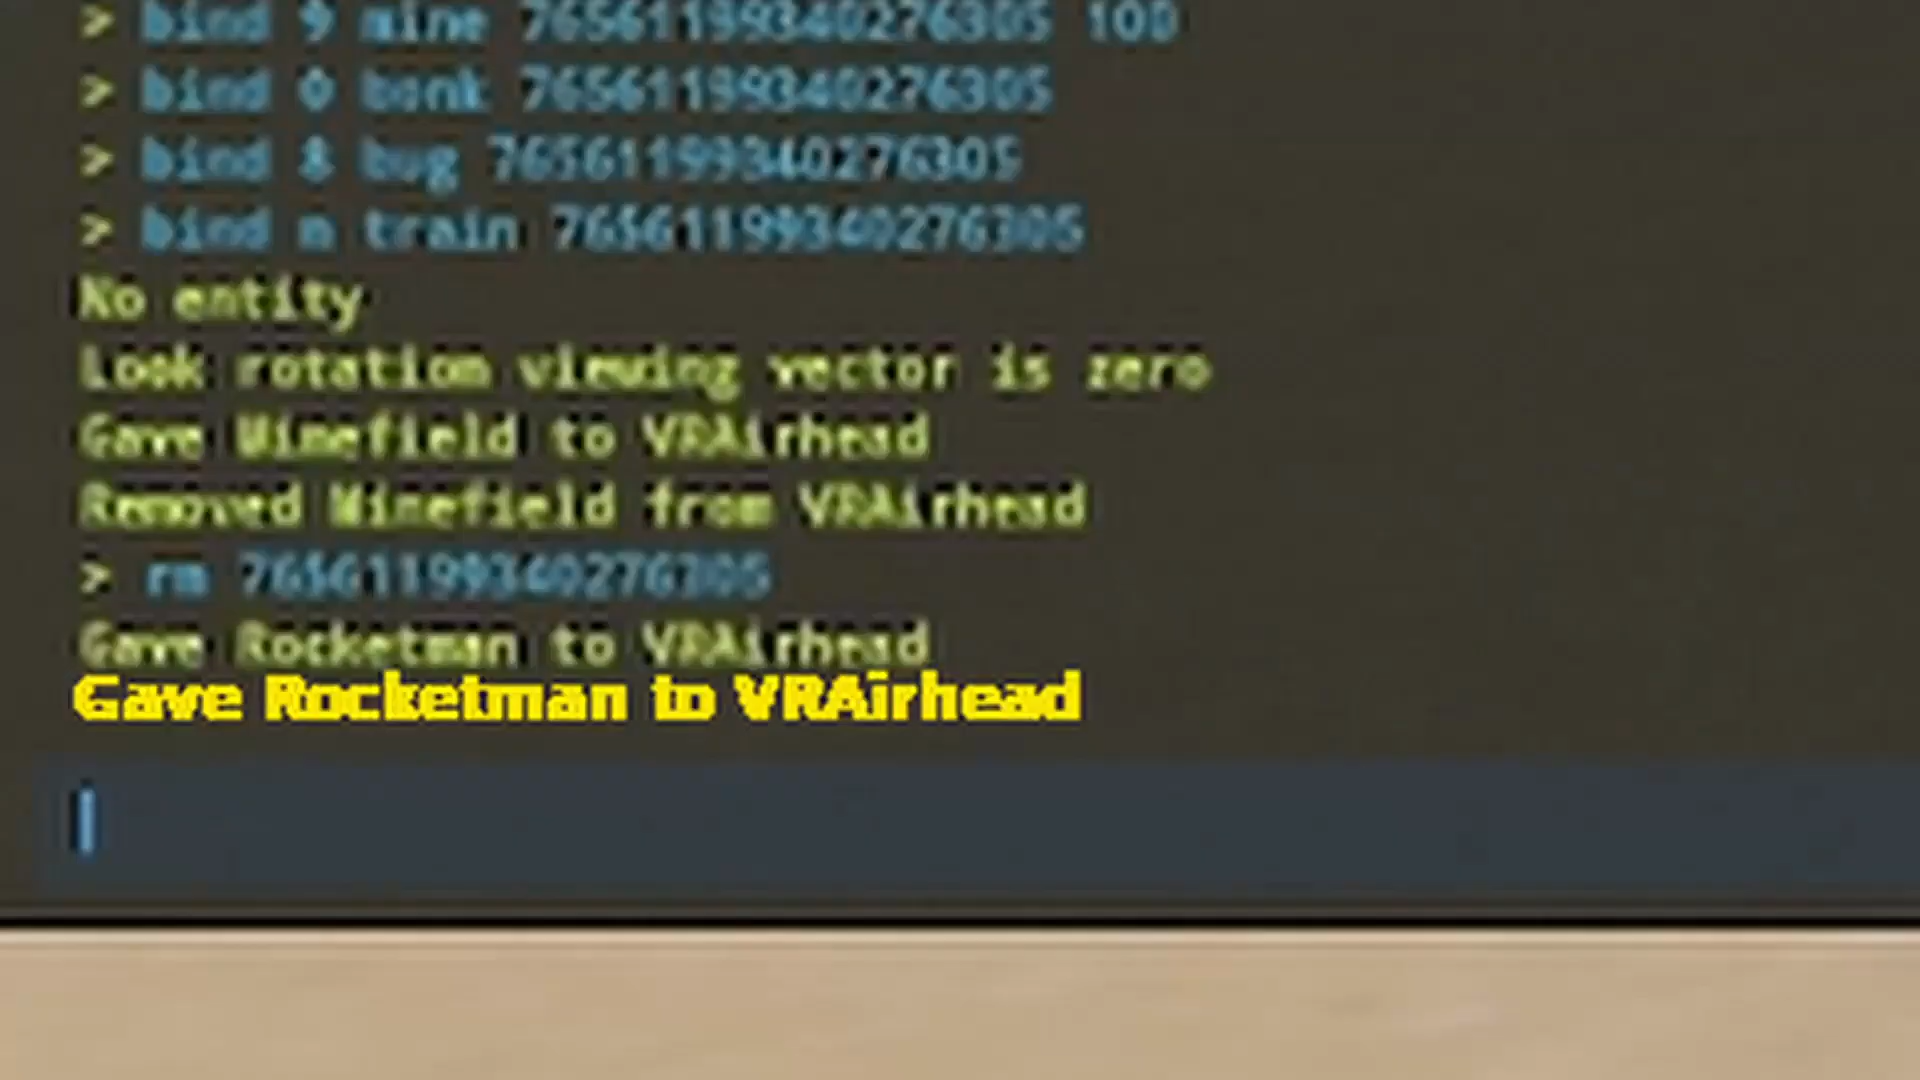 > bind 9 mine 76561199340276305 100
> bind 0 bonk 76561199340276305
> bind 8 bug 76561199340276305
> bind n train 76561199340276305
No entity
Look rotation viewing vector is zero
Gave Minefield to VRAirhead
Removed Minefield from VRAirhead
> rm 76561199340276305
Gave Rocketman to VRAirhead
Gave Rocketman to VRAirhead